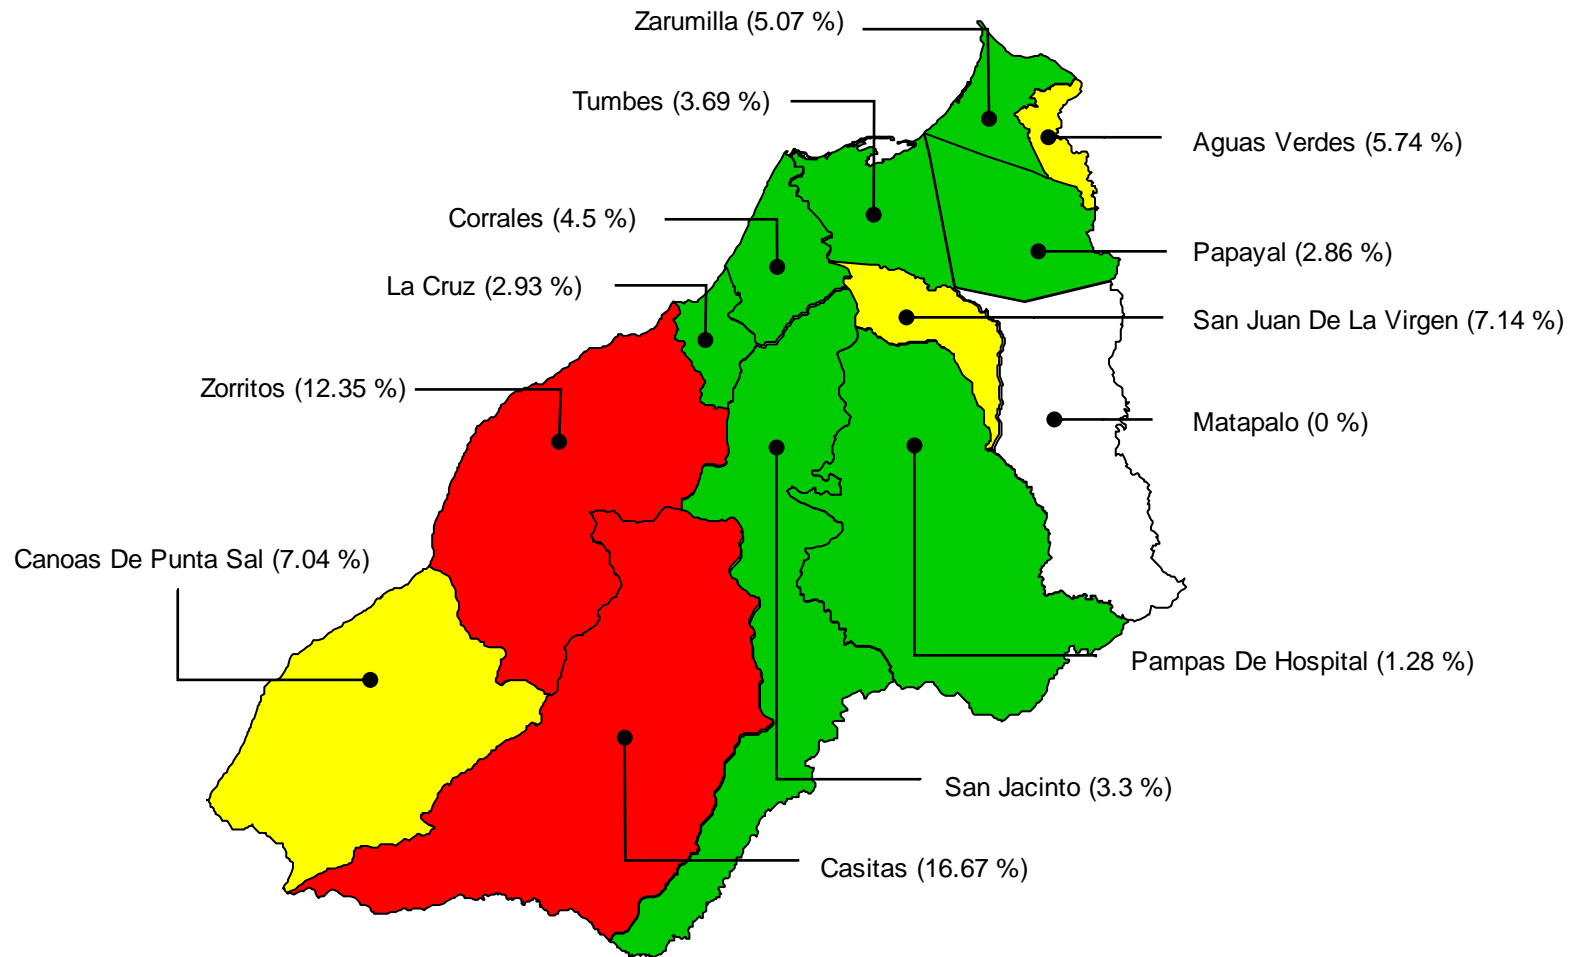 Zarumilla (5.07 %)
Tumbes (3.69 %)
Aguas Verdes (5.74 %)
Corrales (4.5 %)
Papayal (2.86 %)
La Cruz (2.93 %)
San Juan De La Virgen (7.14 %)
Zorritos (12.35 %)
Matapalo (0 %)
Canoas De Punta Sal (7.04 %)
Pampas De Hospital (1.28 %)
San Jacinto (3.3 %)
Casitas (16.67 %)